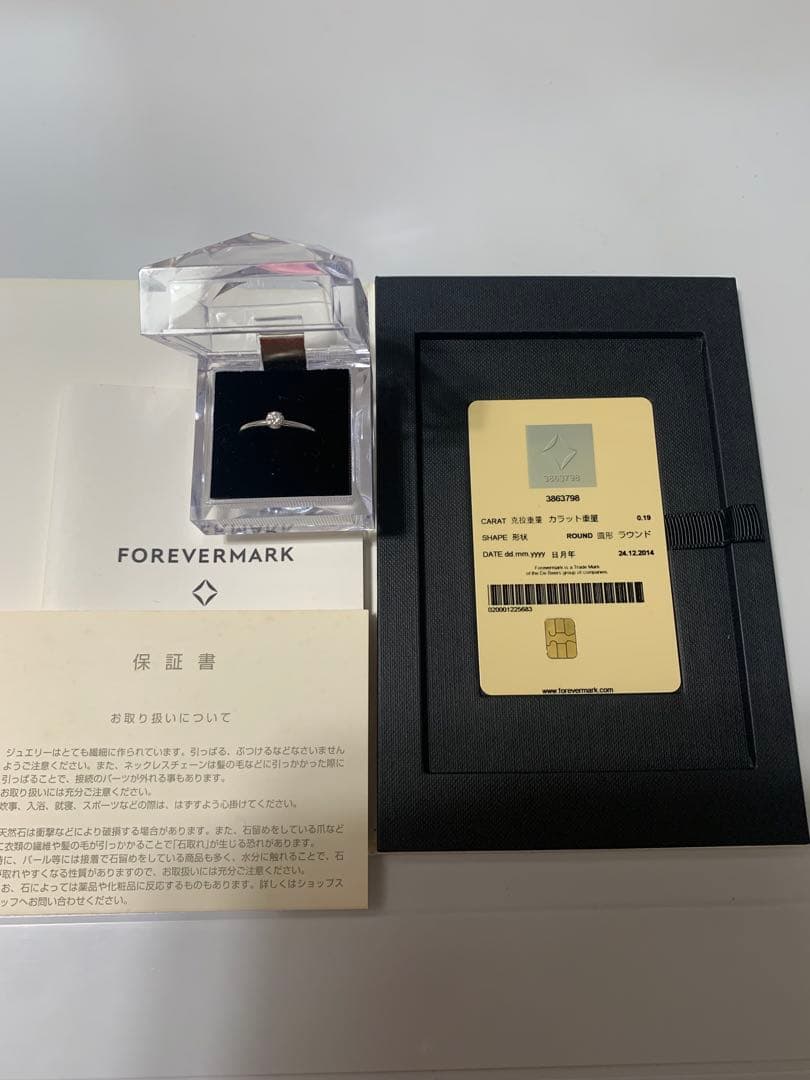 FOREVERMARK
保証書
お取り扱いについて
ジュエリーはとても繊細に作られています。引っぱる、ぶつけるなどなさいません
ようご注意ください。また、ネックレスチェーンは髪の毛などに引っかかった際に
引っぱることで、接続のパーツが外れる事もあります。
お取り扱いには充分ご注意ください。
炊事、入浴、就寝、スポーツなどの際は、はずすよう心掛けてください。
天然石は衝撃などにより破損する場合があります。また、石留めをしている爪など
に衣類の繊維や髪の毛が引っかかることで「石取れ」が生じる恐れがあります。
特に、パール等には接着で石留めをしている商品も多く、水分に触れることで、石
が取れやすくなる性質がありますので、お取扱いには充分ご注意ください。
お、石によっては薬品や化粧品に反応するものもあります。詳しくはショップス
ッフへお問い合わせください。
3863798
3863798
CARAT 克拉重量 カラット重量 0.19
SHAPE 形状 ROUND 圆形 ラウンド
DATE dd.mm.yyyy 日月年 24.12.2014
Forevermark is a Trade Mark
of the De Beers group of companies.
020001225683
www.forevermark.com